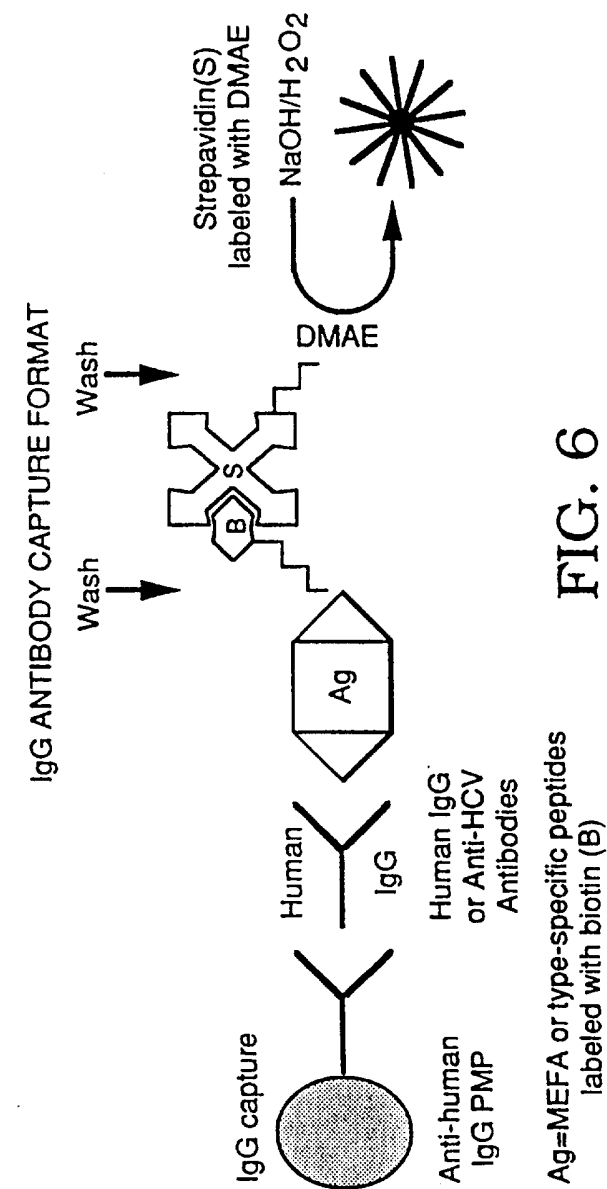 IgG ANTIBODY CAPTURE FORMAT
Wash
Wash
Strepavidin(S)
labeled with DMAE
NaOH/H2O2
DMAE
S
B
Ag
IgG capture
Human
IgG
Anti-human
IgG PMP
Human IgG
or Anti-HCV
Antibodies
Ag=MEFA or type-specific peptides
labeled with biotin (B)
FIG. 6